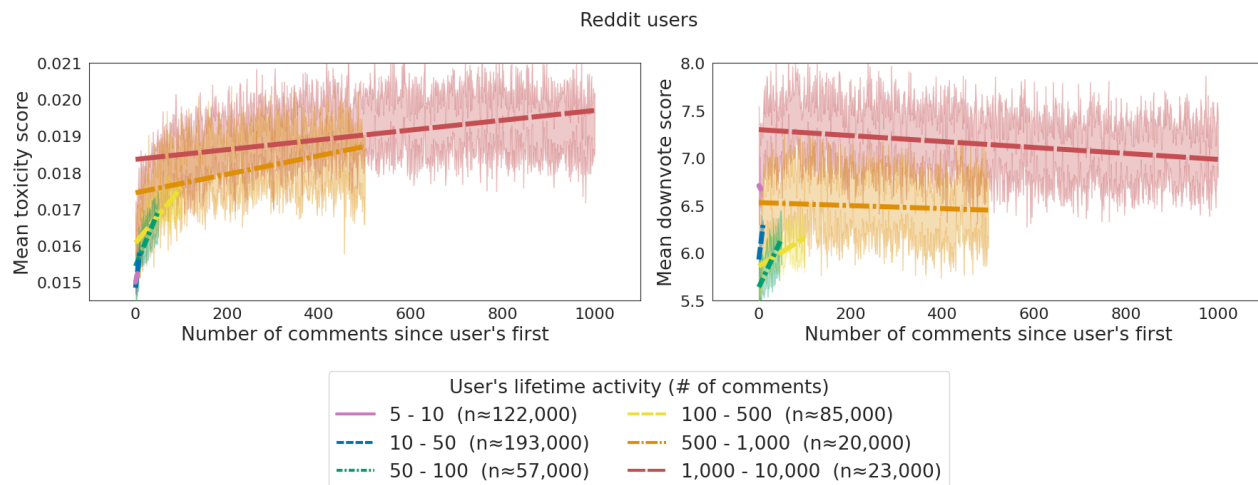 Reddit users
Mean toxicity score
0.021
0.020
0.019
0.018
0.017
0.016
0.015
0 200 400 600 800 1000
Number of comments since user's first
Mean downvote score
8.0
7.5
7.0
6.5
6.0
5.5
0 200 400 600 800 1000
Number of comments since user's first
User's lifetime activity (# of comments)
5 - 10 (n≈122,000)
10 - 50 (n≈193,000)
50 - 100 (n≈57,000)
100 - 500 (n≈85,000)
500 - 1,000 (n≈20,000)
1,000 - 10,000 (n≈23,000)